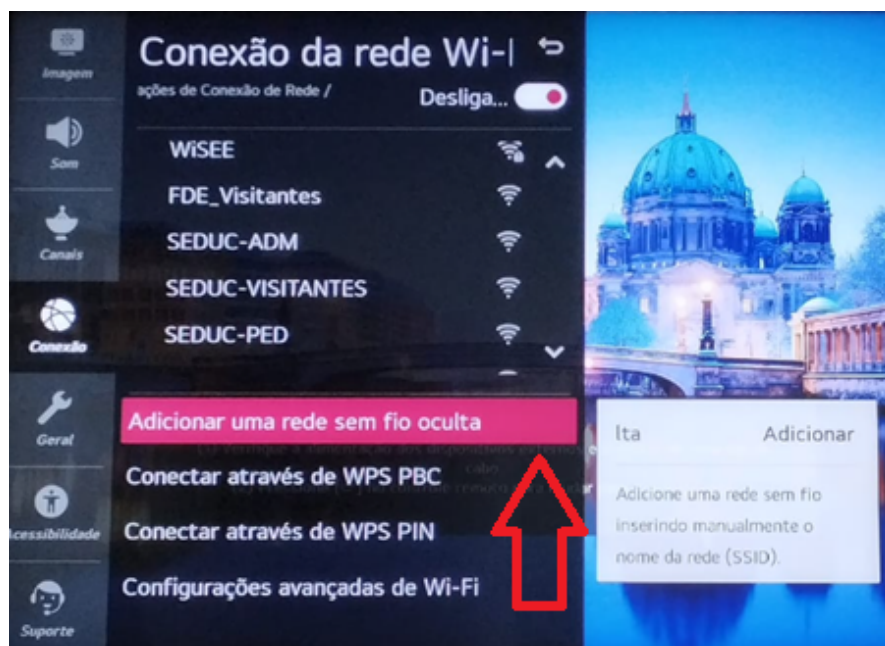 Imagem
Som
Canais
Conexão
Geral
cessibilidade
Suporte
Conexão da rede Wi-
ações de Conexão de Rede /
Desliga...
WiSEE
FDE_Visitantes
SEDUC-ADM
SEDUC-VISITANTES
SEDUC-PED
Adicionar uma rede sem fio oculta
Conectar através de WPS PBC
Conectar através de WPS PIN
Configurações avançadas de Wi-Fi
lta Adicionar
Adicione uma rede sem fio
inserindo manualmente o
nome da rede (SSID).